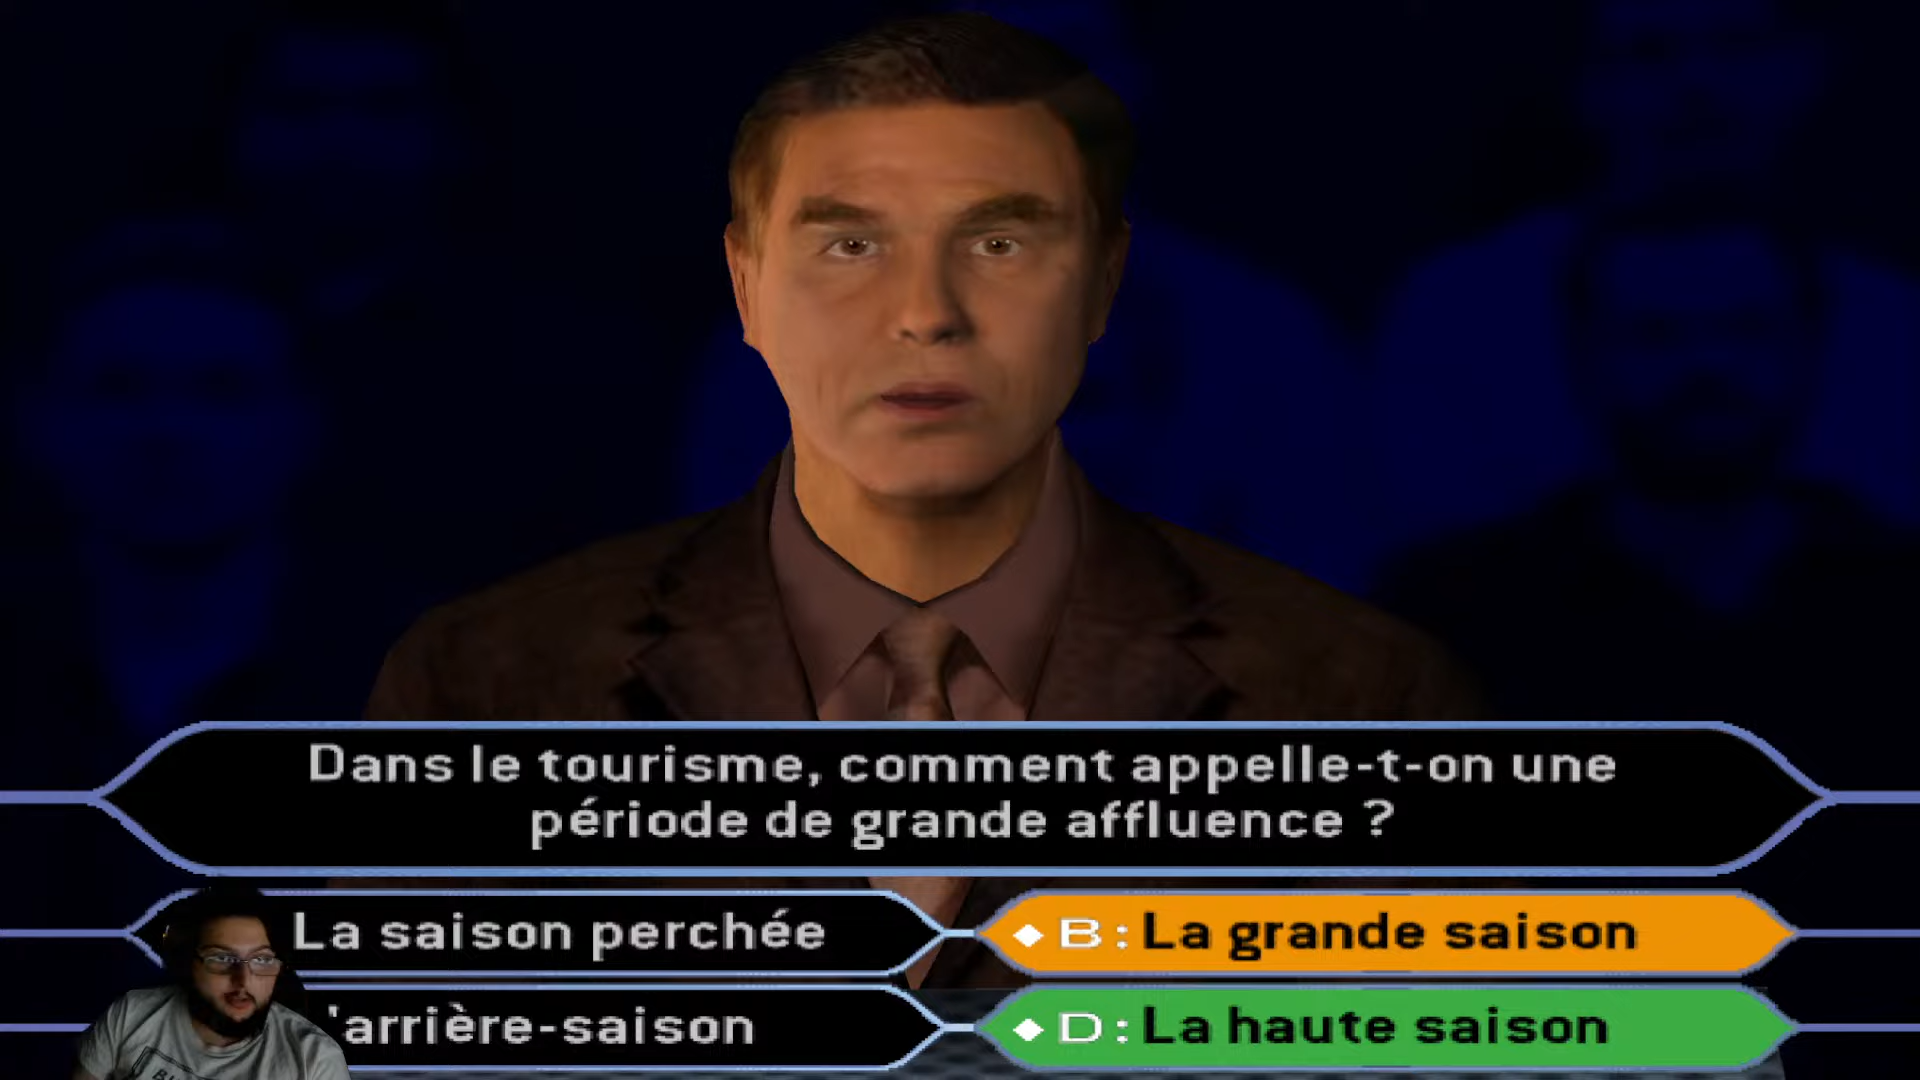 Dans le tourisme, comment appelle-t-on une
période de grande affluence ?
La saison perchée
◆ B : La grande saison
'arrière-saison
◆ D : La haute saison